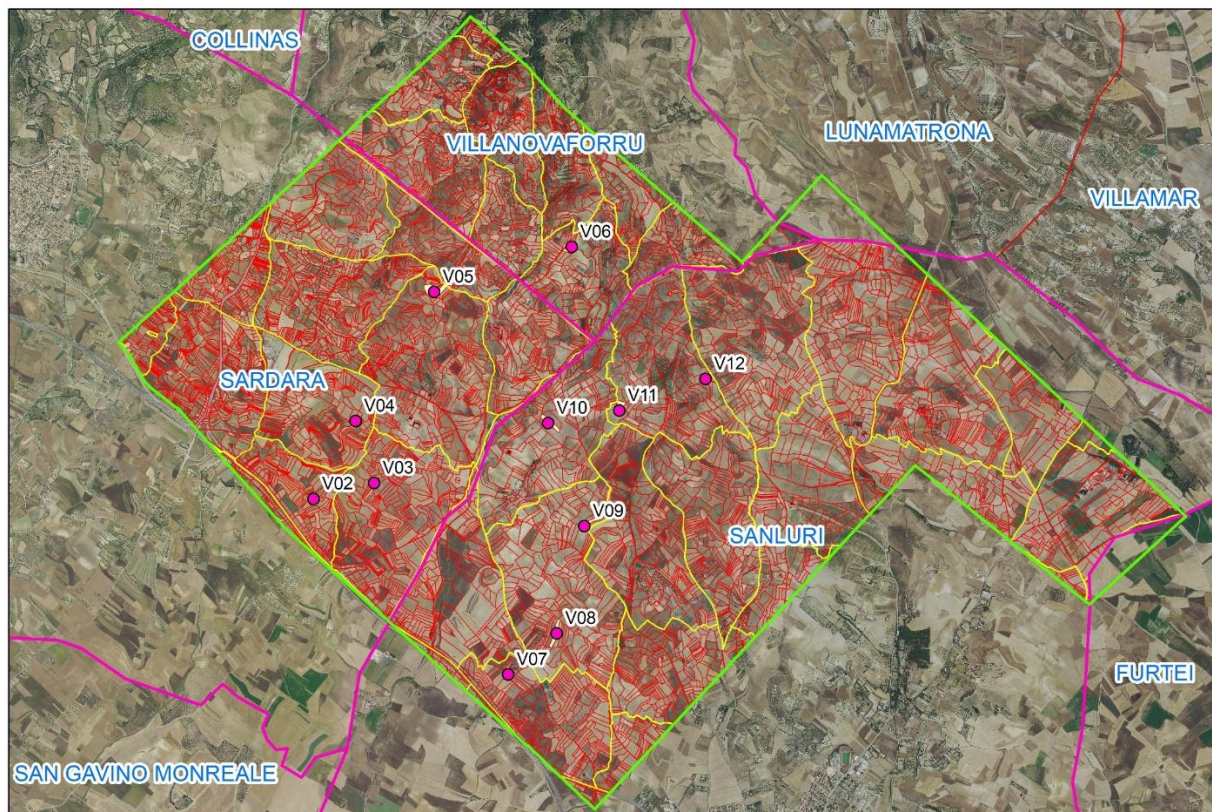 COLLINAS
LUNAMATRONA
VILLANOVAFORRU
VILLAMAR
V06
V05
V12
SARDARA
V11
V10
V04
V03
V02
V09
SANLURI
V08
V07
FURTEI
SAN GAVINO MONREALE